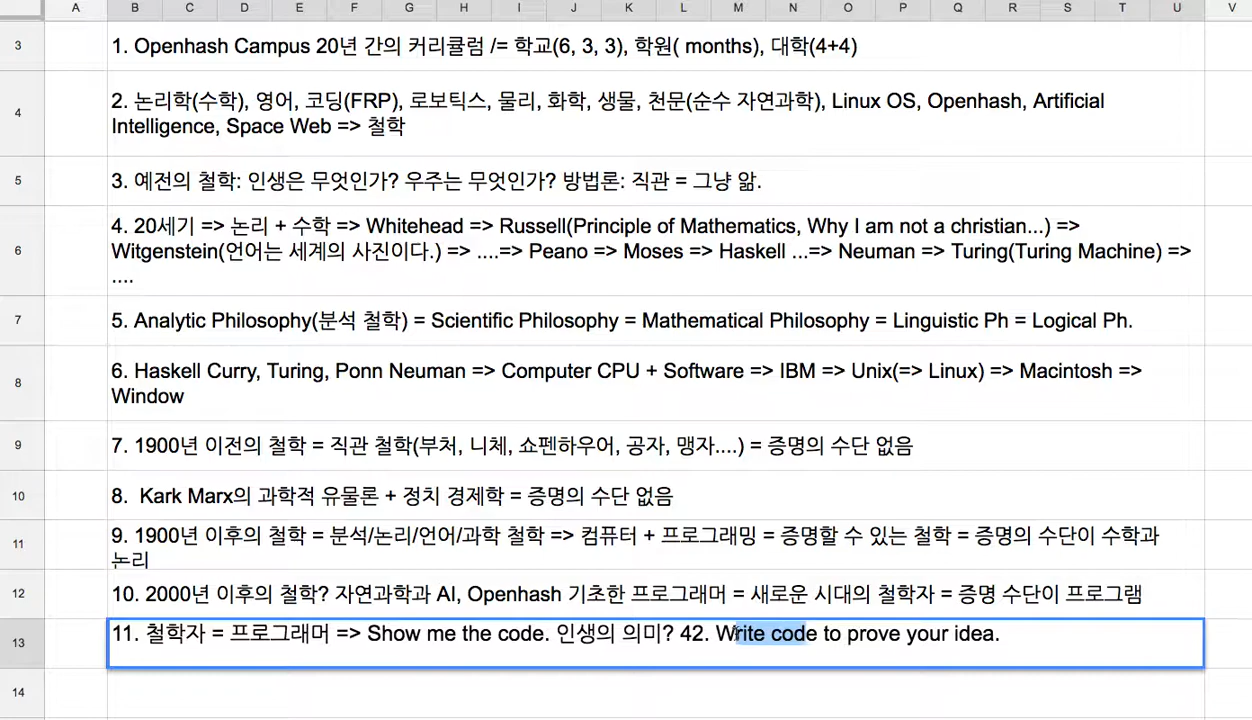 A B C D E F G H I J K L M N O P Q R S T U V
3 1. Openhash Campus 20년 간의 커리큘럼 /= 학교(6, 3, 3), 학원( months), 대학(4+4)
4 2. 논리학(수학), 영어, 코딩(FRP), 로보틱스, 물리, 화학, 생물, 천문(순수 자연과학), Linux OS, Openhash, Artificial
Intelligence, Space Web => 철학
5 3. 예전의 철학: 인생은 무엇인가? 우주는 무엇인가? 방법론: 직관 = 그냥 앎.
4. 20세기 => 논리 + 수학 => Whitehead => Russell(Principle of Mathematics, Why I am not a christian...) =>
6 Witgenstein(언어는 세계의 사진이다.) => ....=> Peano => Moses => Haskell ...=> Neuman => Turing(Turing Machine) =>
....
7 5. Analytic Philosophy(분석 철학) = Scientific Philosophy = Mathematical Philosophy = Linguistic Ph = Logical Ph.
8 6. Haskell Curry, Turing, Ponn Neuman => Computer CPU + Software => IBM => Unix(=> Linux) => Macintosh =>
Window
9 7. 1900년 이전의 철학 = 직관 철학(부처, 니체, 쇼펜하우어, 공자, 맹자....) = 증명의 수단 없음
10 8. Kark Marx의 과학적 유물론 + 정치 경제학 = 증명의 수단 없음
11 9. 1900년 이후의 철학 = 분석/논리/언어/과학 철학 => 컴퓨터 + 프로그래밍 = 증명할 수 있는 철학 = 증명의 수단이 수학과
논리
12 10. 2000년 이후의 철학? 자연과학과 AI, Openhash 기초한 프로그래머 = 새로운 시대의 철학자 = 증명 수단이 프로그램
13 11. 철학자 = 프로그래머 => Show me the code. 인생의 의미? 42. Write code to prove your idea.
14